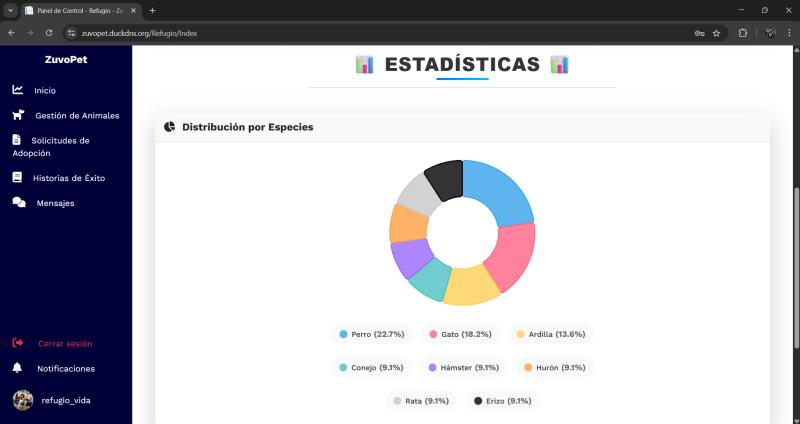 Panel de Control - Refugio - Zu
zuvopet.duckdns.org/Refugio/Index
ZuvoPet
Inicio
Gestión de Animales
Solicitudes de
Adopción
Historias de Éxito
Mensajes
Cerrar sesión
Notificaciones
refugio_vida
ESTADÍSTICAS
Distribución por Especies
Perro (22.7%)
Gato (18.2%)
Ardilla (13.6%)
Conejo (9.1%)
Hámster (9.1%)
Hurón (9.1%)
Rata (9.1%)
Erizo (9.1%)